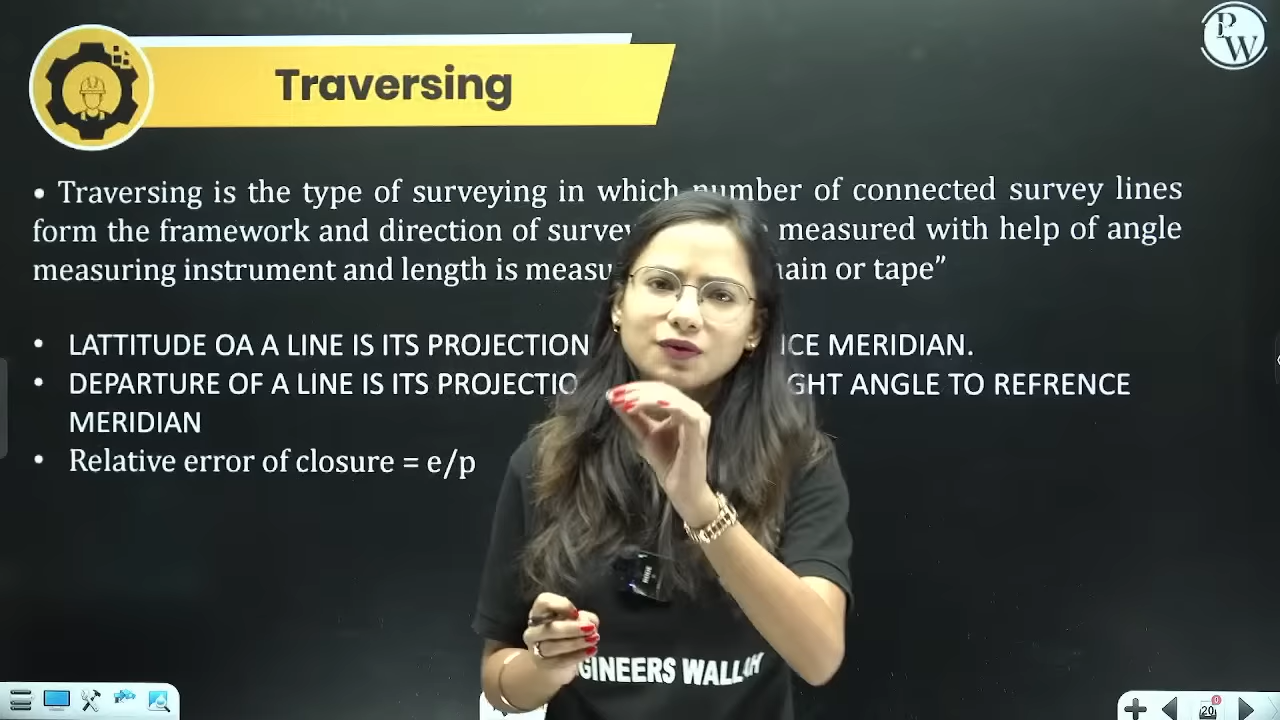 PW
Traversing
• Traversing is the type of surveying in which number of connected survey lines
form the framework and direction of survey measured with help of angle
measuring instrument and length is measu ain or tape”
• LATTITUDE OA A LINE IS ITS PROJECTION CE MERIDIAN.
• DEPARTURE OF A LINE IS ITS PROJECTIO GHT ANGLE TO REFRENCE
MERIDIAN
• Relative error of closure = e/p
GINEERS WALLAH
20